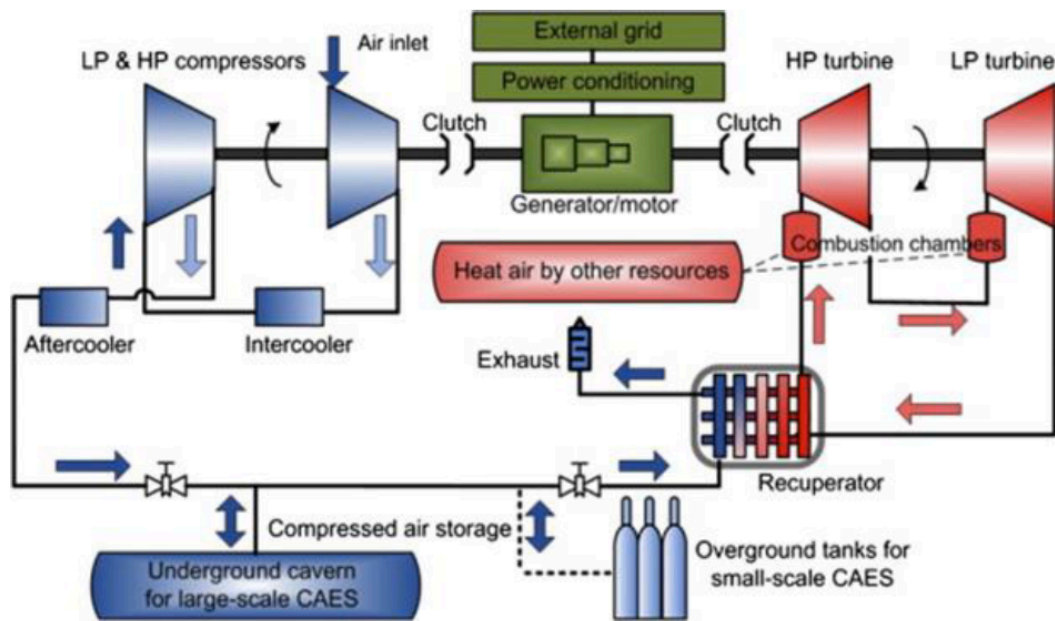 External grid
Air inlet
LP & HP compressors
HP turbine
LP turbine
Power conditioning
Clutch
Clutch
Generator/motor
Combustion chambers
Heat air by other resources
Aftercooler
Intercooler
Exhaust
Recuperator
Compressed air storage
Overground tanks for
small-scale CAES
Underground cavern
for large-scale CAES